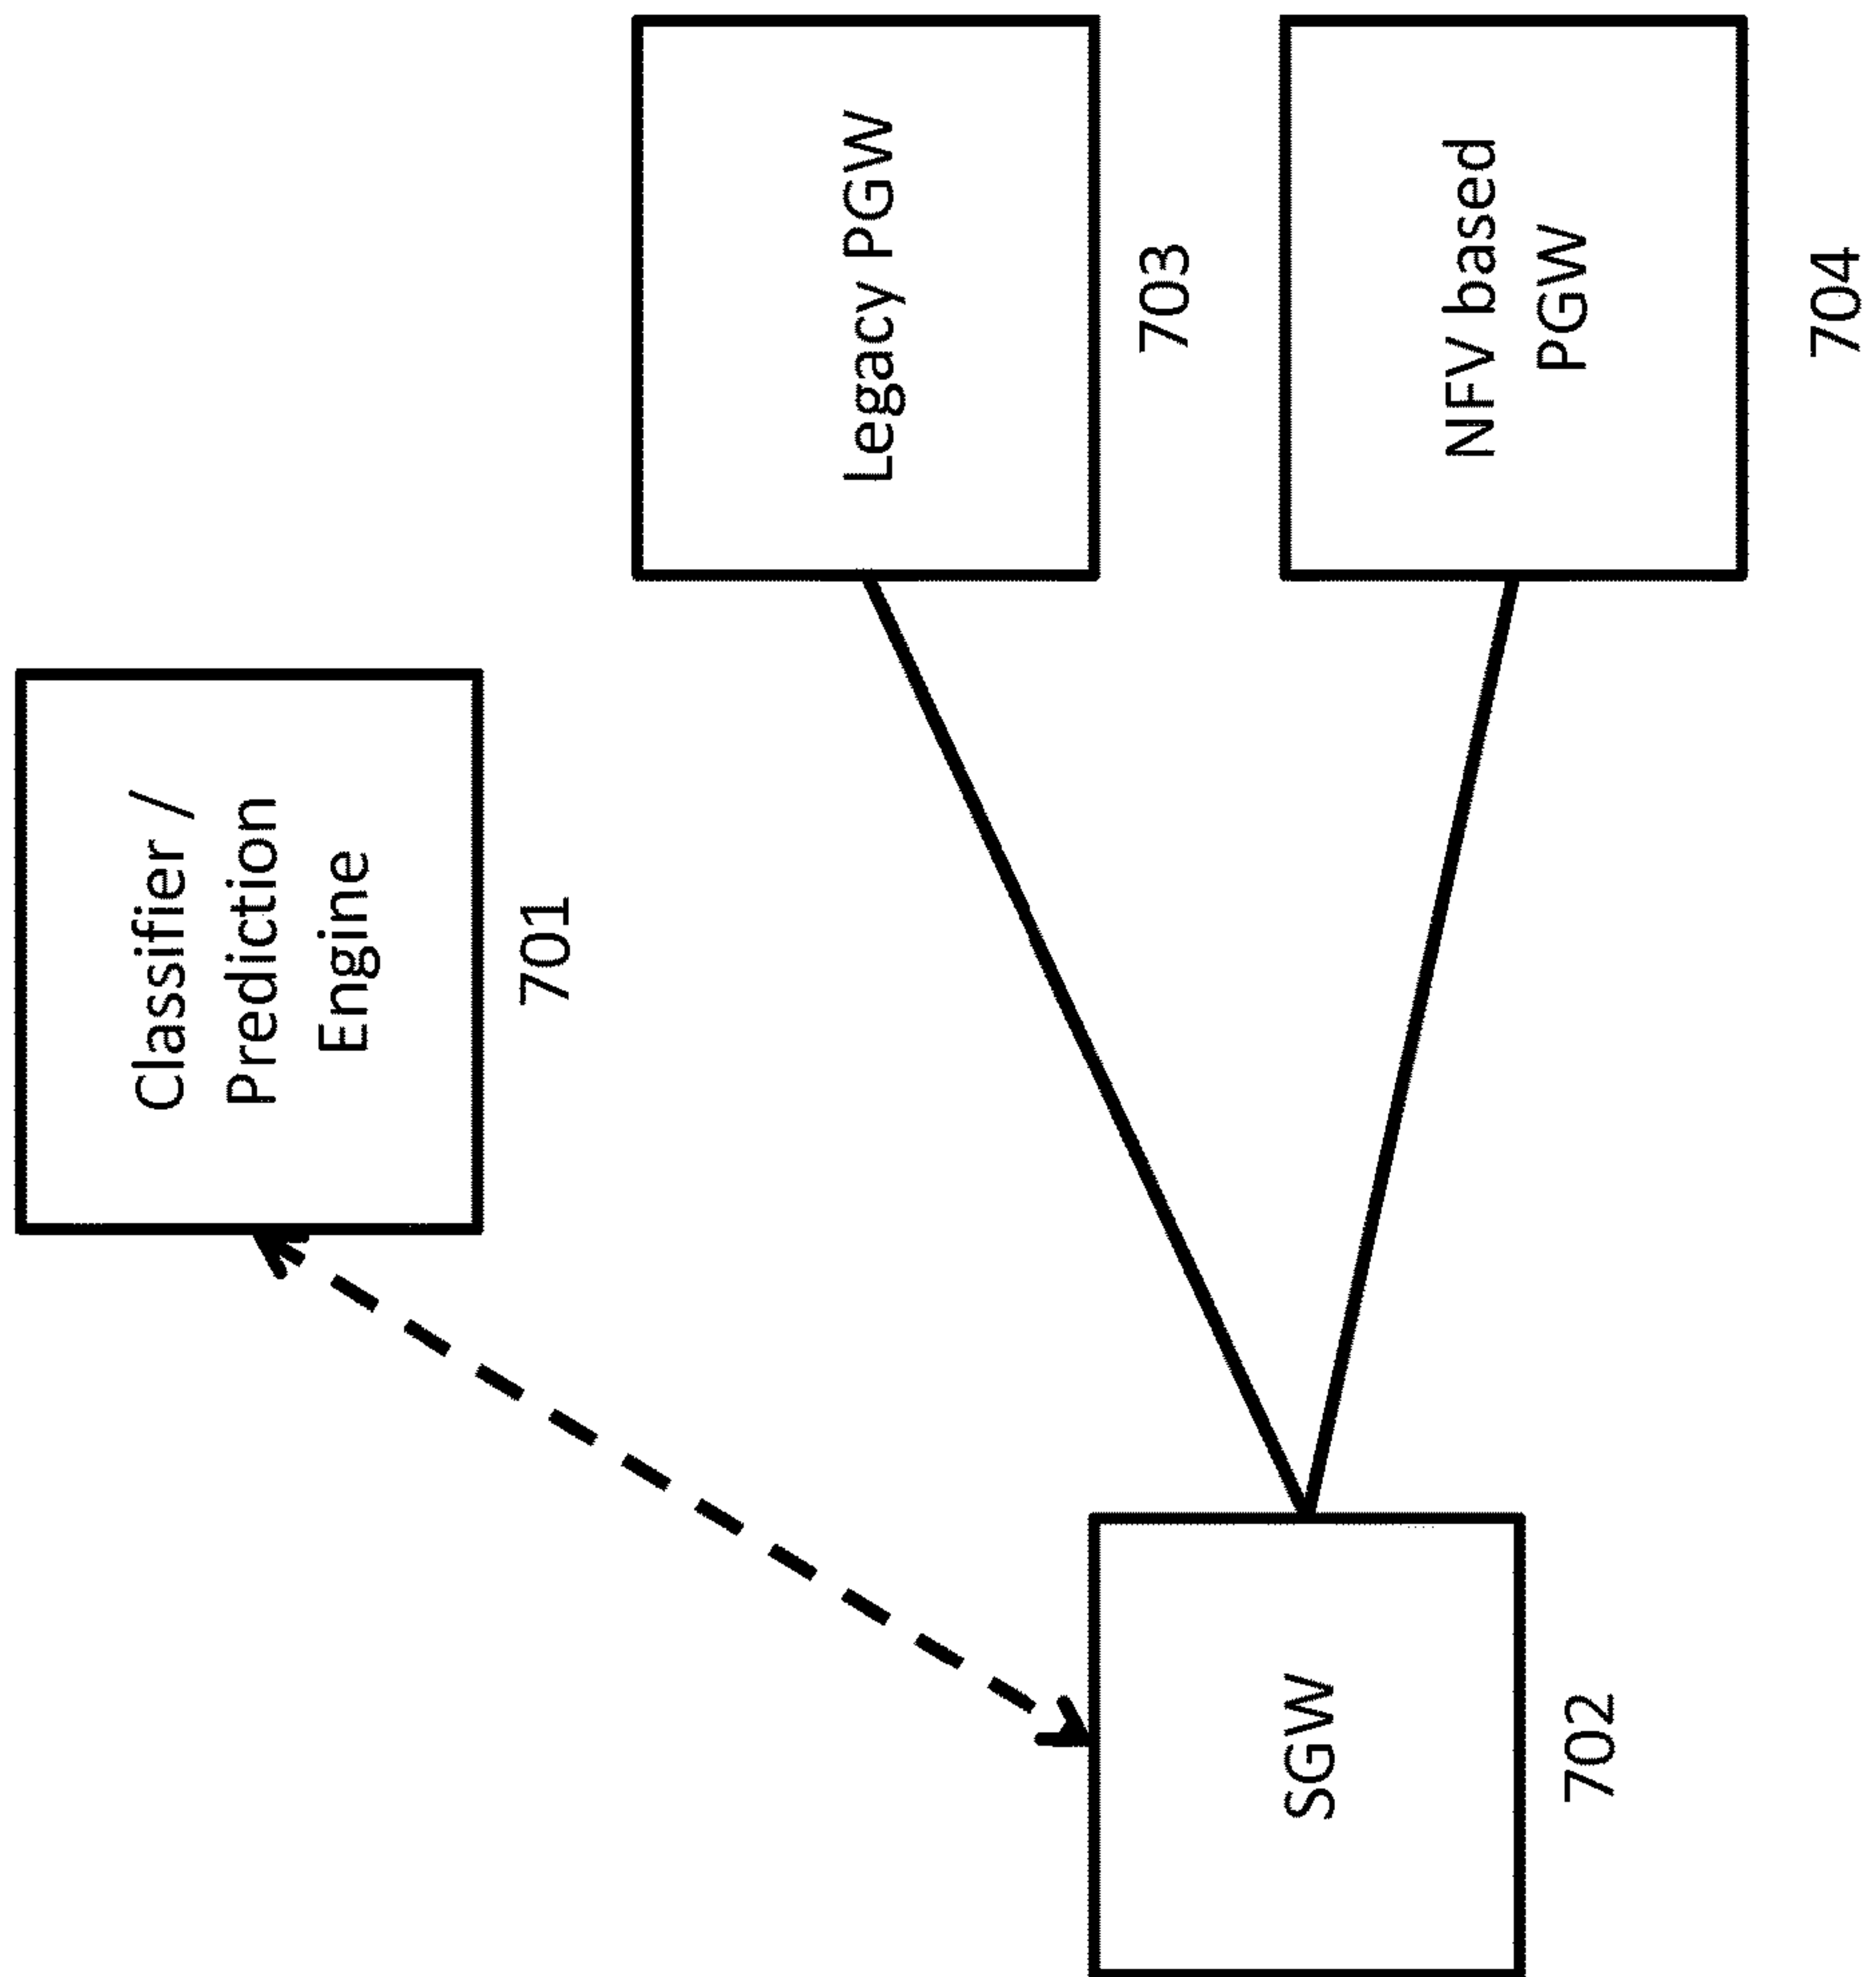 Classifier /
Prediction
Engine
701
SGW
702
Legacy PGW
703
NFV based
PGW
704